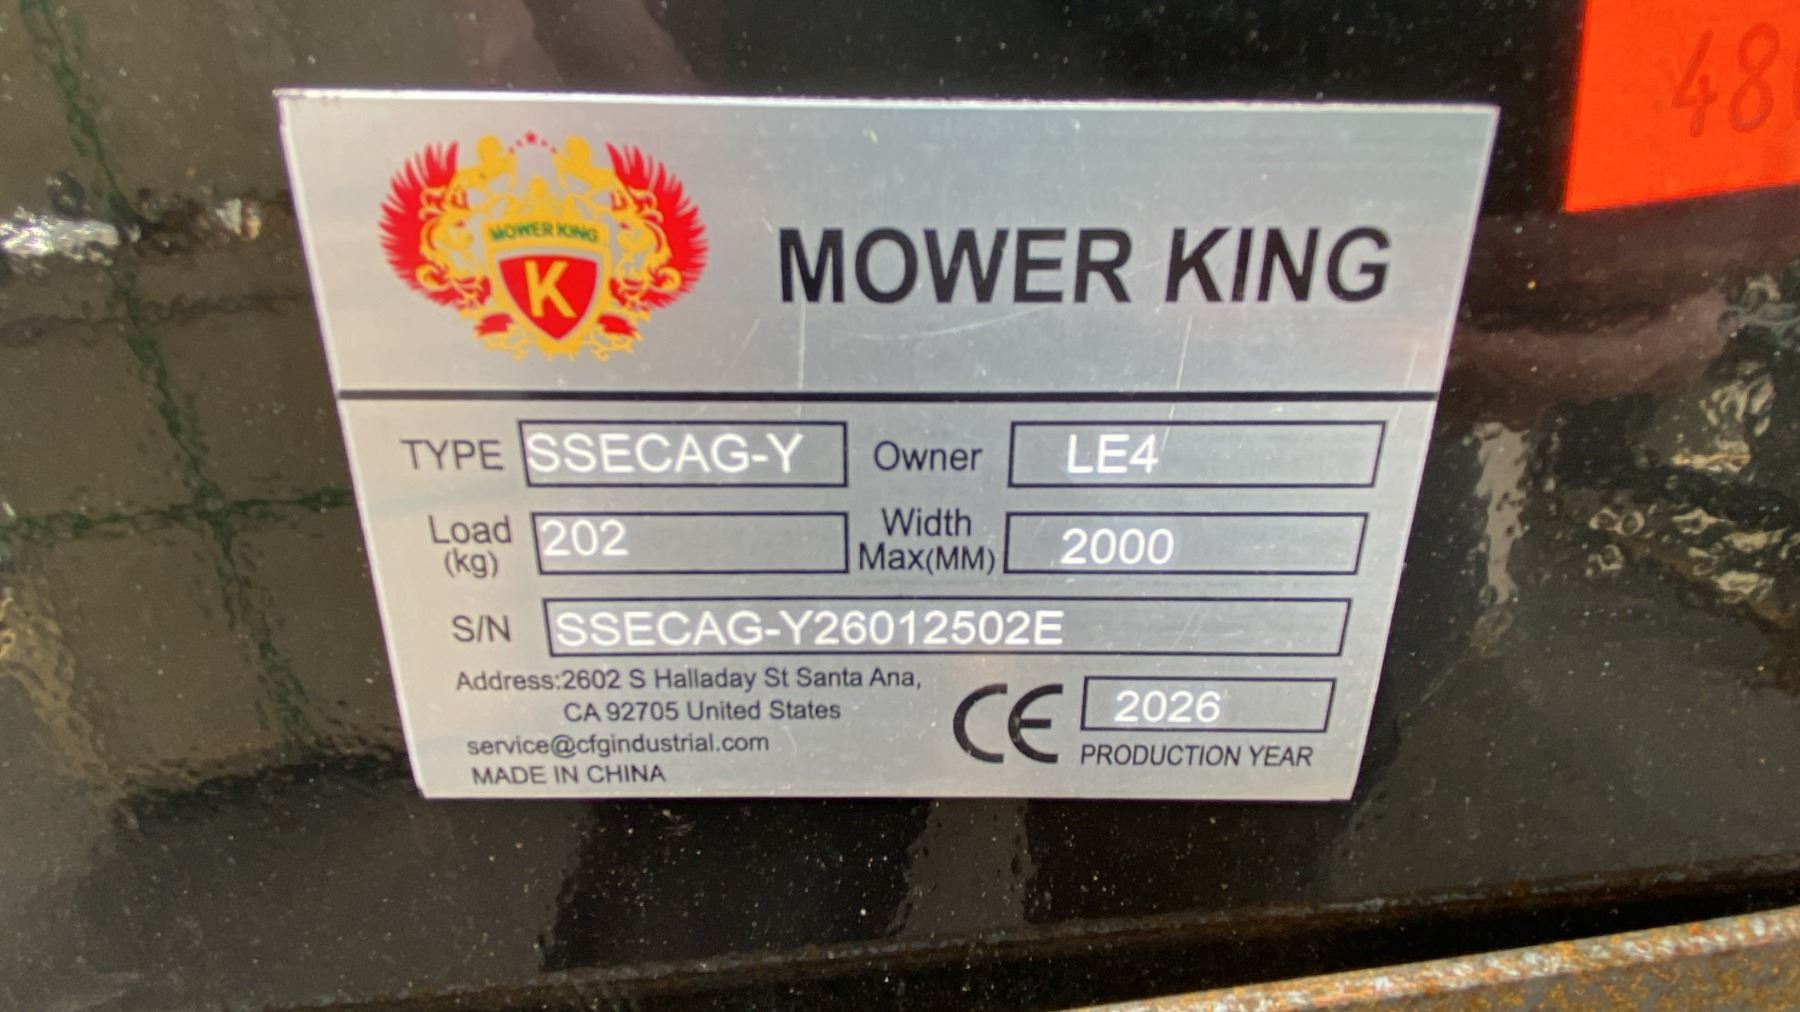 48
MOWER KING
K
MOWER KING
TYPE SSECAG-Y Owner LE4
Load (kg) 202 Width Max(MM) 2000
S/N SSECAG-Y26012502E
Address:2602 S Halladay St Santa Ana,
CA 92705 United States
service@cfgindustrial.com
MADE IN CHINA
CE 2026
PRODUCTION YEAR